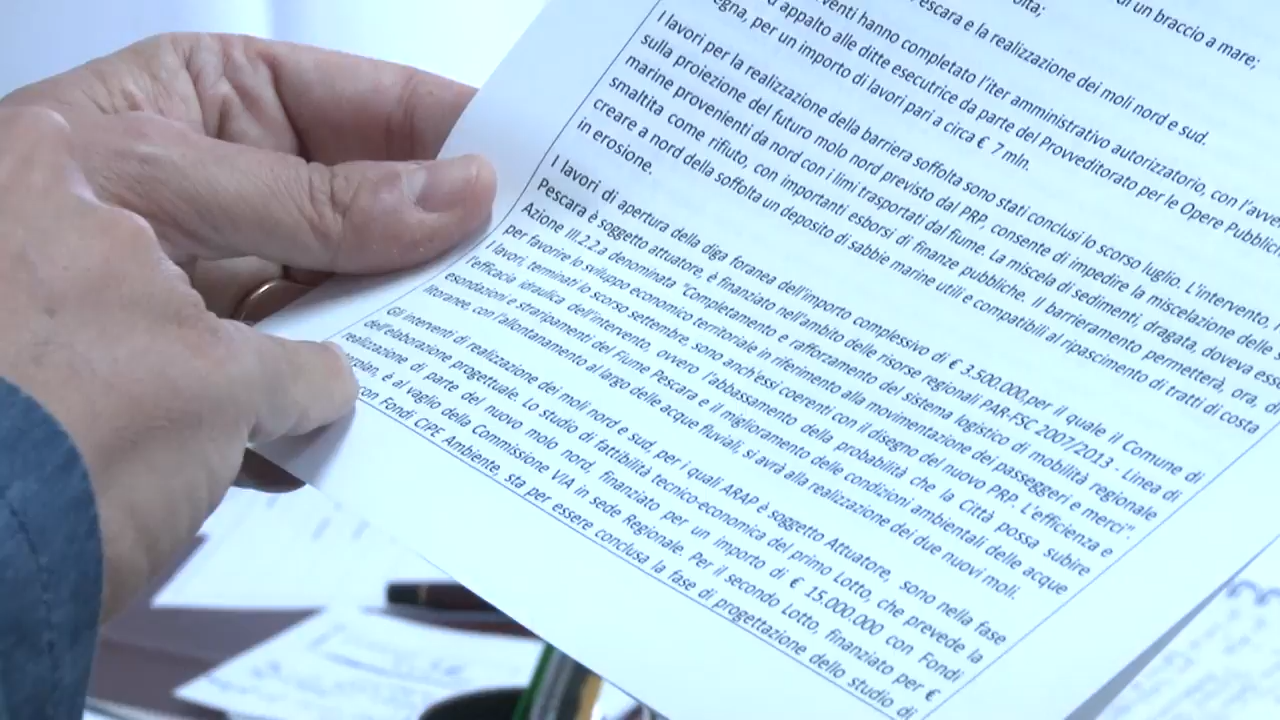 di un braccio a mare;
escara e la realizzazione dei moli nord e sud.
venti hanno completato l'iter amministrativo autorizzatorio, con l'avve
appalto alle ditte esecutrice da parte del Provveditorato per le Opere Pubblic
egna, per un importo di lavori pari a circa € 7 mln.
I lavori per la realizzazione della barriera soffolta sono stati conclusi lo scorso luglio. L'intervento,
sulla proiezione del futuro molo nord previsto dal PRP, consente di impedire la miscelazione delle s
marine provenienti da nord con i limi trasportati dal fiume. La miscela di sedimenti, dragata, doveva ess
smaltita come rifiuto, con importanti esborsi di finanze pubbliche. Il barrieramento permetterà, ora, di
creare a nord della soffolta un deposito di sabbie marine utili e compatibili al ripascimento di tratti di costa
in erosione.
I lavori di apertura della diga foranea dell'importo complessivo di € 3.500.000,per il quale il Comune di
Pescara è soggetto attuatore, è finanziato nell'ambito delle risorse regionali PAR-FSC 2007/2013 - Linea di
Azione III.2.2.a denominata "Completamento e rafforzamento del sistema logistico di mobilità regionale
per favorire lo sviluppo economico territoriale in riferimento alla movimentazione dei passeggeri e merci".
I lavori, terminati lo scorso settembre, sono anch'essi coerenti con il disegno del nuovo PRP. L'efficienza e
efficacia idraulica dell'intervento, ovvero l'abbassamento della probabilità che la Città possa subire
esondazioni e straripamenti del Fiume Pescara e il miglioramento delle condizioni ambientali delle acque
litoranee, con l'allontanamento al largo delle acque fluviali, si avrà alla realizzazione dei due nuovi moli.
Gli interventi di realizzazione dei moli nord e sud, per i quali ARAP è soggetto Attuatore, sono nella fase
dell'elaborazione progettuale. Lo studio di fattibilità tecnico-economica del primo Lotto, che prevede la
realizzazione di parte del nuovo molo nord, finanziato per un importo di € 15.000.000 con Fondi
è al vaglio della Commissione VIA in sede Regionale. Per il secondo Lotto, finanziato per €
con Fondi CIPE Ambiente, sta per essere conclusa la fase di progettazione dello studio di